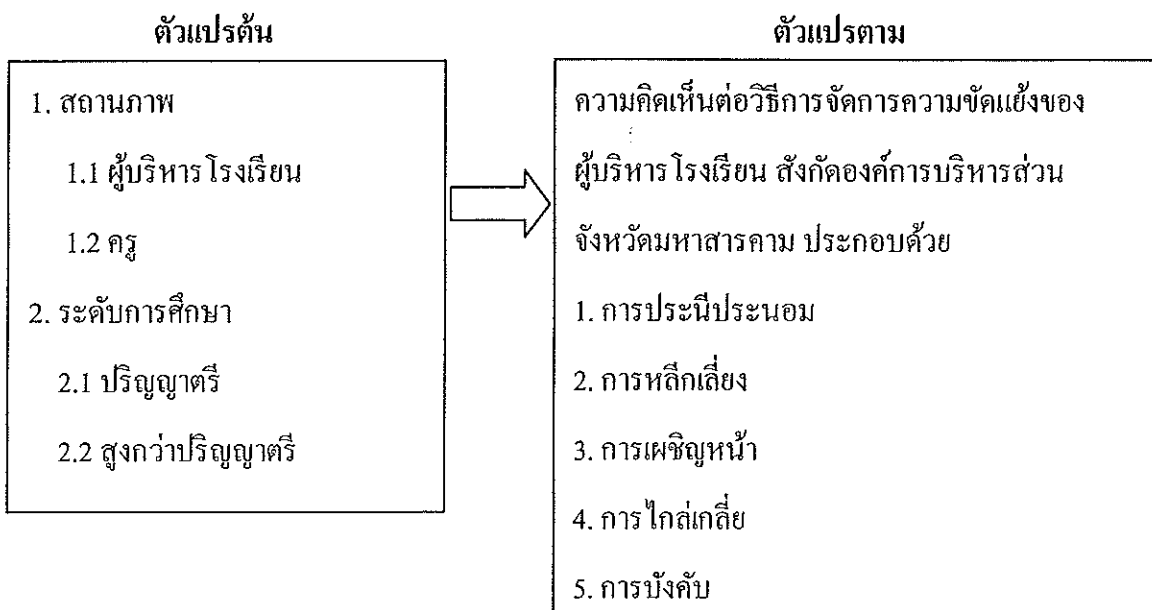 ตัวแปรต้น
1. สถานภาพ
1.1 ผู้บริหารโรงเรียน
1.2 ครู
2. ระดับการศึกษา
2.1 ปริญญาตรี
2.2 สูงกว่าปริญญาตรี
ตัวแปรตาม
ความคิดเห็นต่อวิธีการจัดการความขัดแย้งของ
ผู้บริหารโรงเรียน สังกัดองค์การบริหารส่วน
จังหวัดมหาสารคาม ประกอบด้วย
1. การประนีประนอม
2. การหลีกเลี่ยง
3. การเผชิญหน้า
4. การไกล่เกลี่ย
5. การบังคับ